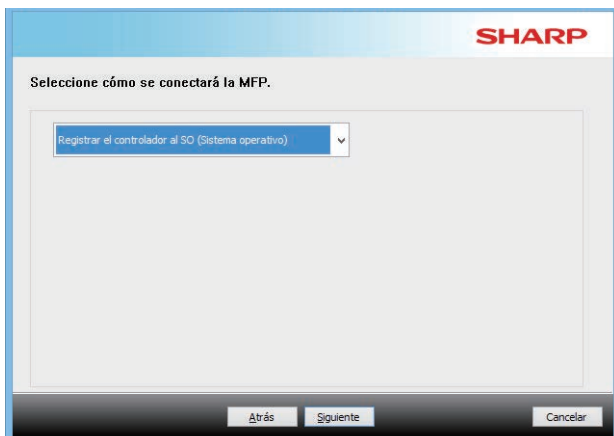 SHARP
Seleccione cómo se conectará la MFP.
Registrar el controlador al SO (Sistema operativo)
Atrás Siguiente Cancelar